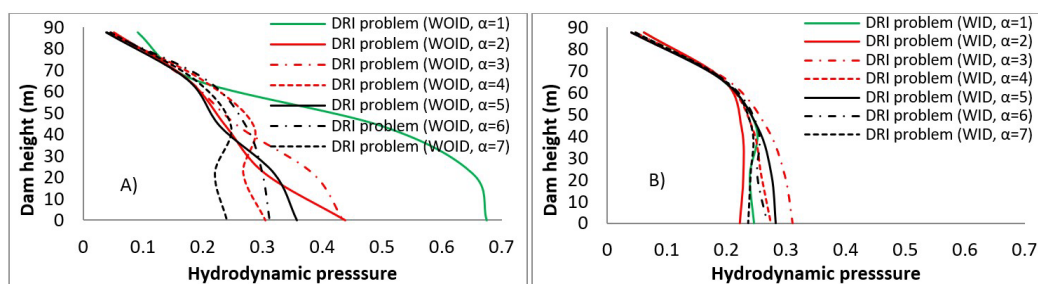 90
80
70
60
50
40
30
20
10
0
Dam height (m)
DRI problem (WOID, α=1)
DRI problem (WOID, α=2)
DRI problem (WOID, α=3)
DRI problem (WOID, α=4)
DRI problem (WOID, α=5)
DRI problem (WOID, α=6)
DRI problem (WOID, α=7)
A)
0 0.1 0.2 0.3 0.4 0.5 0.6 0.7
Hydrodynamic presssure
90
80
70
60
50
40
30
20
10
0
Dam height (m)
DRI problem (WID, α=1)
DRI problem (WID, α=2)
DRI problem (WID, α=3)
DRI problem (WID, α=4)
DRI problem (WID, α=5)
DRI problem (WID, α=6)
DRI problem (WID, α=7)
B)
0 0.1 0.2 0.3 0.4 0.5 0.6 0.7
Hydrodynamic presssure